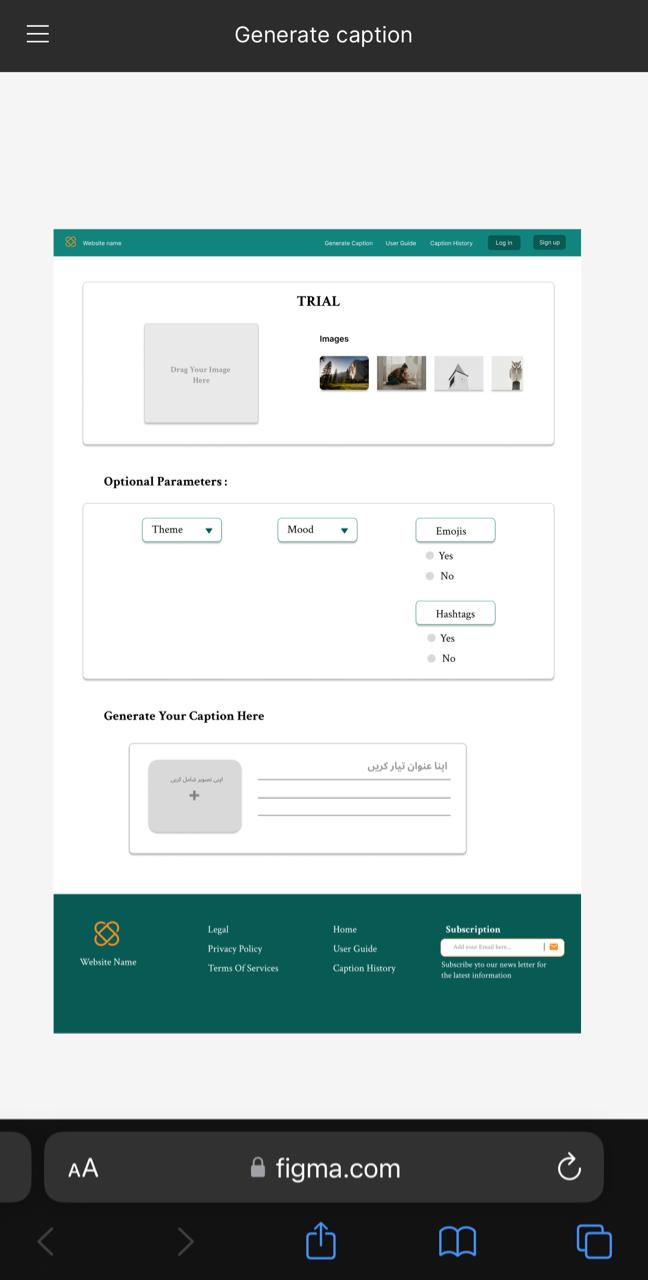 Generate caption
Website name
Generate Caption
User Guide
Caption History
Log in
Sign up
TRIAL
Drag Your Image
Here
Images
Optional Parameters :
Theme
Mood
Emojis
Yes
No
Hashtags
Yes
No
Generate Your Caption Here
اپنی تصویر شامل کریں
اپنا عنوان تیار کریں
Website Name
Legal
Privacy Policy
Terms Of Services
Home
User Guide
Caption History
Subscription
Add your Email here...
Subscribe yto our news letter for
the latest information
AA
figma.com